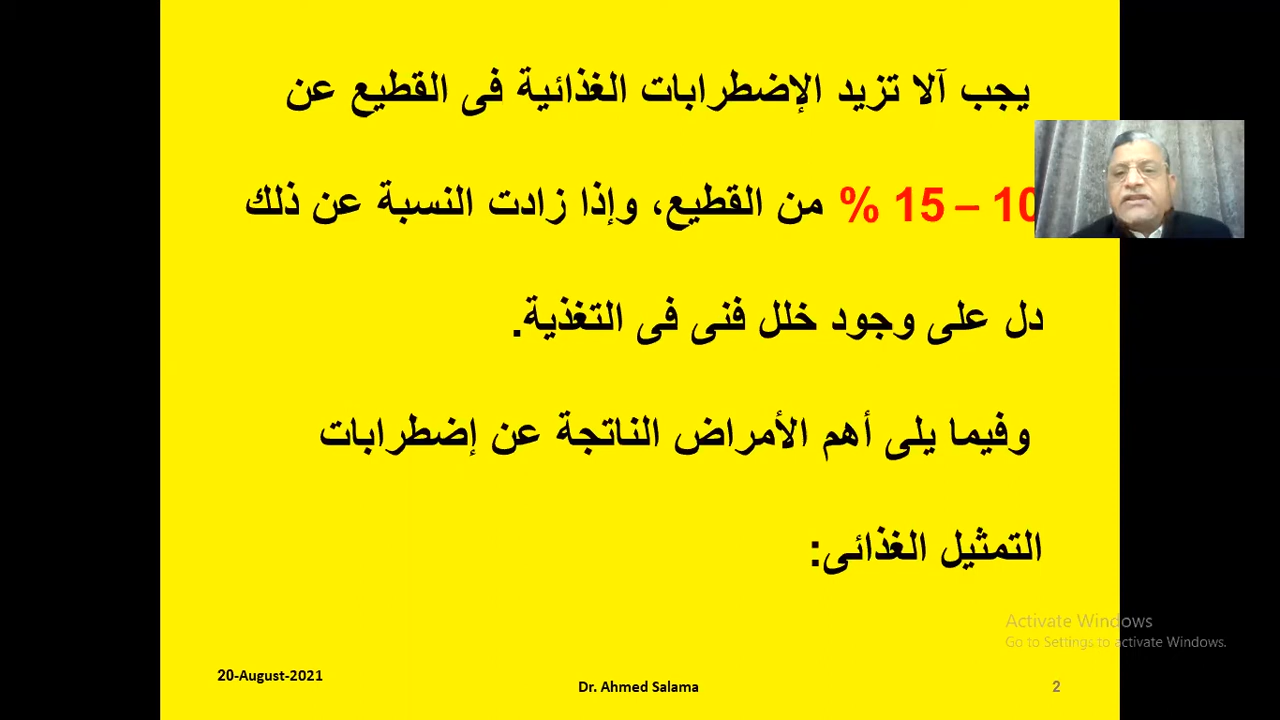 يجب آلا تزيد الإضطرابات الغذائية فى القطيع عن
10 – 15 % من القطيع، وإذا زادت النسبة عن ذلك
دل على وجود خلل فنى فى التغذية.
وفيما يلى أهم الأمراض الناتجة عن إضطرابات
التمثيل الغذائى:
Activate Windows
Go to Settings to activate Windows.
20-August-2021
Dr. Ahmed Salama
2